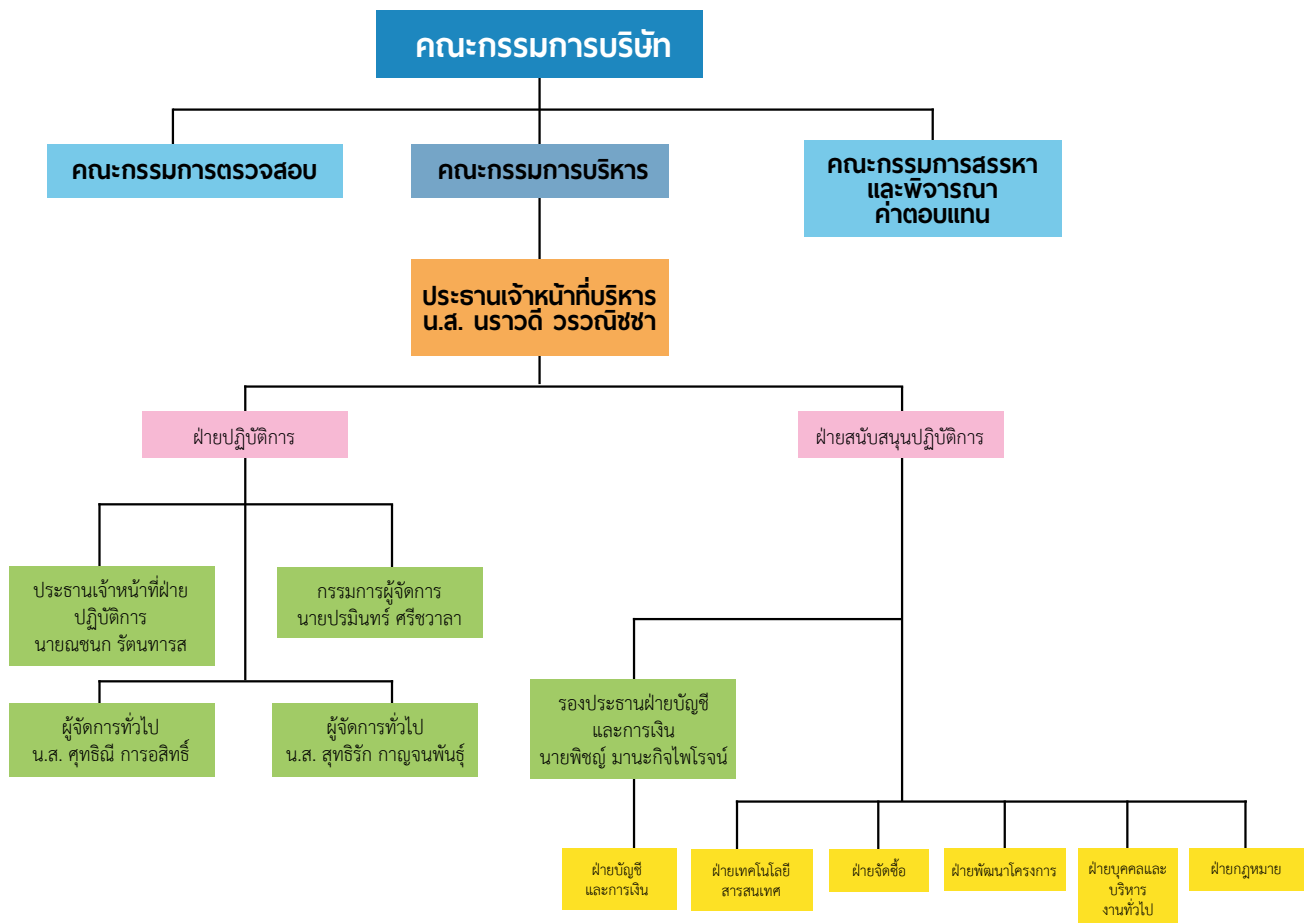 คณะกรรมการบริษัท
คณะกรรมการตรวจสอบ
คณะกรรมการบริหาร
คณะกรรมการสรรหา
และพิจารณา
ค่าตอบแทน
ประธานเจ้าหน้าที่บริหาร
น.ส. นราวดี วรวณิชชา
ฝ่ายปฏิบัติการ
ฝ่ายสนับสนุนปฏิบัติการ
ประธานเจ้าหน้าที่ฝ่าย
ปฏิบัติการ
นายณชนก รัตนทารส
กรรมการผู้จัดการ
นายปรมินทร์ ศรีชวาลา
ผู้จัดการทั่วไป
น.ส. ศุทธิณี การอสิทธิ์
ผู้จัดการทั่วไป
น.ส. สุทธิรัก กาญจนพันธุ์
รองประธานฝ่ายบัญชี
และการเงิน
นายพิชญ์ มานะกิจไพโรจน์
ฝ่ายบัญชี
และการเงิน
ฝ่ายเทคโนโลยี
สารสนเทศ
ฝ่ายจัดซื้อ
ฝ่ายพัฒนาโครงการ
ฝ่ายบุคคลและ
บริหาร
งานทั่วไป
ฝ่ายกฎหมาย